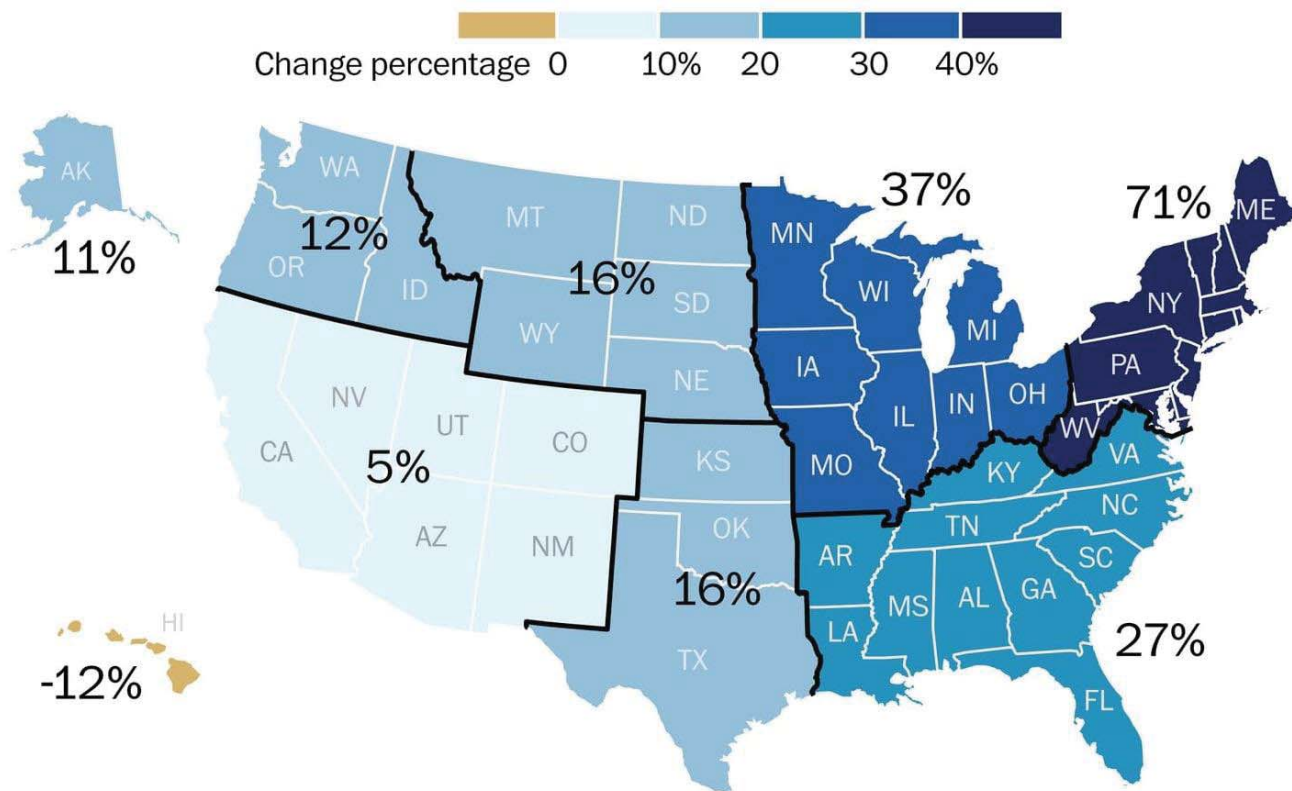 Change percentage 0 10% 20 30 40%
AK
11%
WA
OR
ID
12%
MT
ND
WY
SD
NE
16%
MN
WI
MI
IA
IL
IN
OH
MO
37%
ME
NY
PA
WV
71%
CA
NV
UT
CO
AZ
NM
5%
KS
OK
TX
16%
KY
VA
TN
NC
SC
AR
MS
AL
GA
LA
FL
27%
HI
-12%